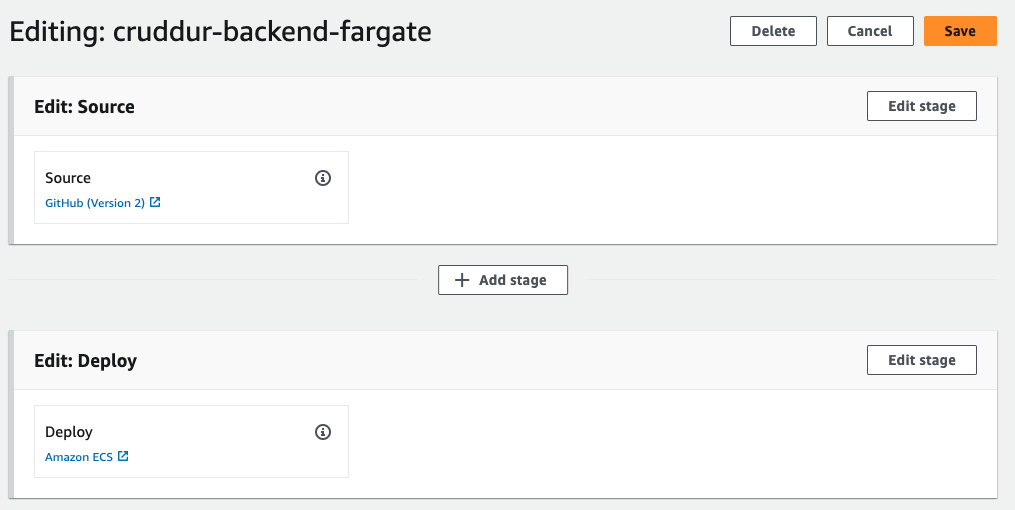 Editing: cruddur-backend-fargate
Delete
Cancel
Save
Edit: Source
Edit stage
Source
GitHub (Version 2)
Add stage
Edit: Deploy
Edit stage
Deploy
Amazon ECS